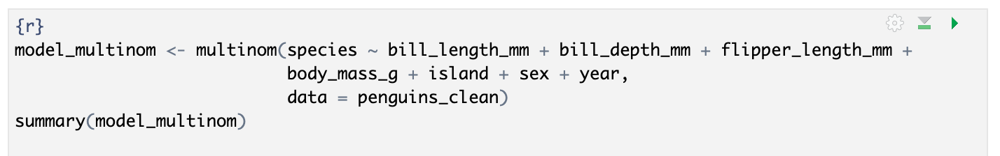 {r}
model_multinom <- multinom(species ~ bill_length_mm + bill_depth_mm + flipper_length_mm +
                           body_mass_g + island + sex + year,
                           data = penguins_clean)
summary(model_multinom)